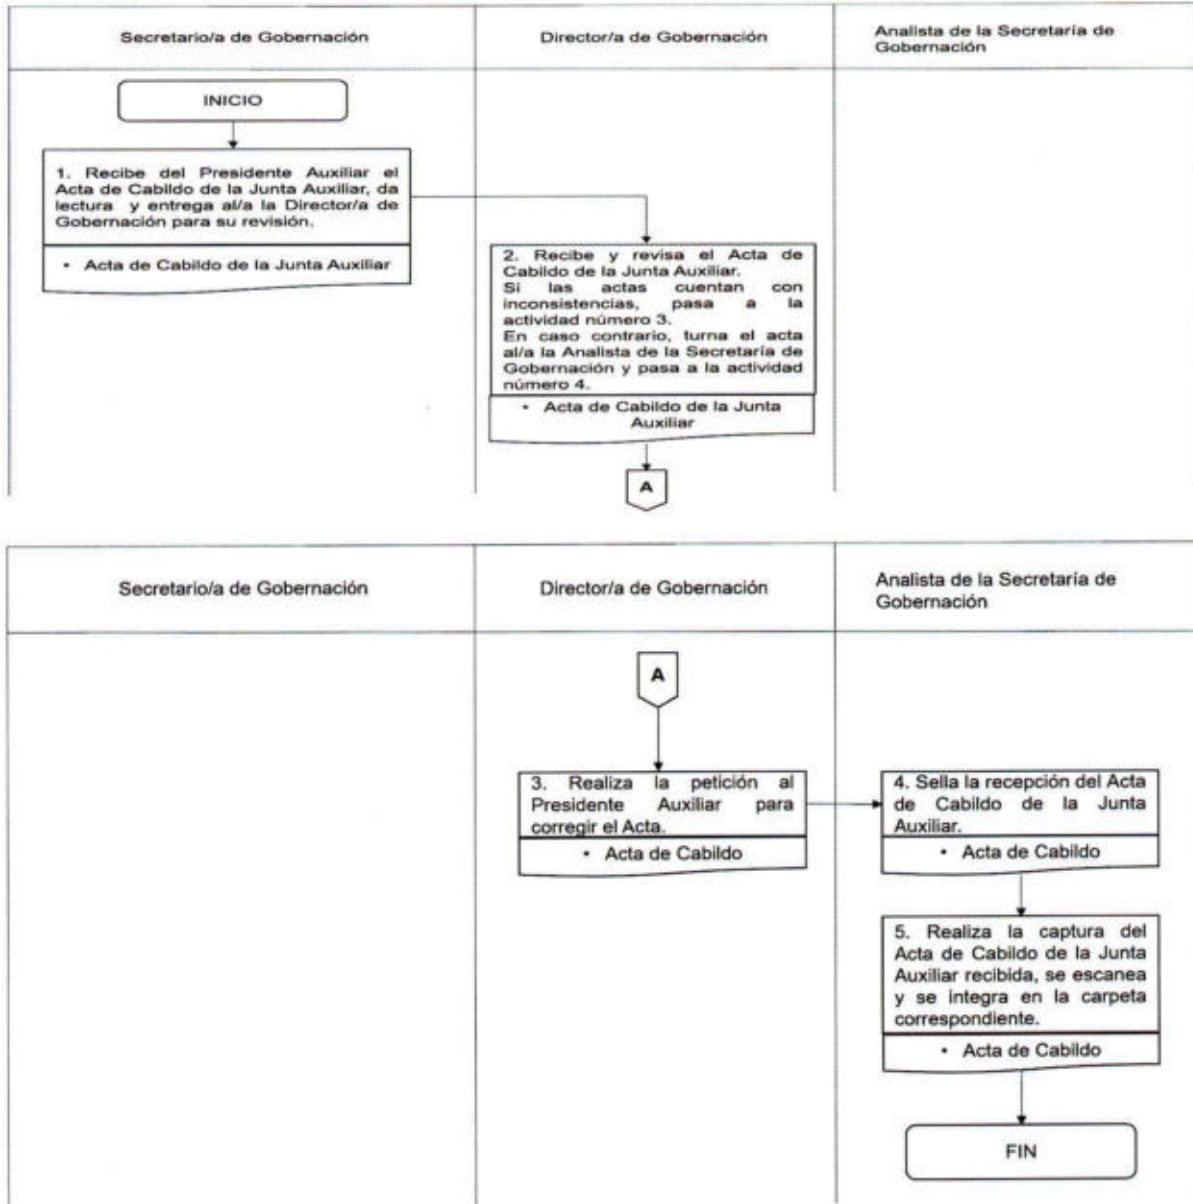 Secretario/a de Gobernación
Director/a de Gobernación
Analista de la Secretaría de
Gobernación
INICIO
1. Recibe del Presidente Auxiliar el
Acta de Cabildo de la Junta Auxiliar, da
lectura y entrega al/a la Director/a de
Gobernación para su revisión.
• Acta de Cabildo de la Junta Auxiliar
2. Recibe y revisa el Acta de
Cabildo de la Junta Auxiliar.
Si las actas cuentan con
inconsistencias, pasa a la
actividad número 3.
En caso contrario, turna el acta
al/a la Analista de la Secretaría de
Gobernación y pasa a la actividad
número 4.
• Acta de Cabildo de la Junta
Auxiliar
A
Secretario/a de Gobernación
Director/a de Gobernación
Analista de la Secretaría de
Gobernación
A
3. Realiza la petición al
Presidente Auxiliar para
corregir el Acta.
• Acta de Cabildo
4. Sella la recepción del Acta
de Cabildo de la Junta
Auxiliar.
• Acta de Cabildo
5. Realiza la captura del
Acta de Cabildo de la Junta
Auxiliar recibida, se escanea
y se integra en la carpeta
correspondiente.
• Acta de Cabildo
FIN